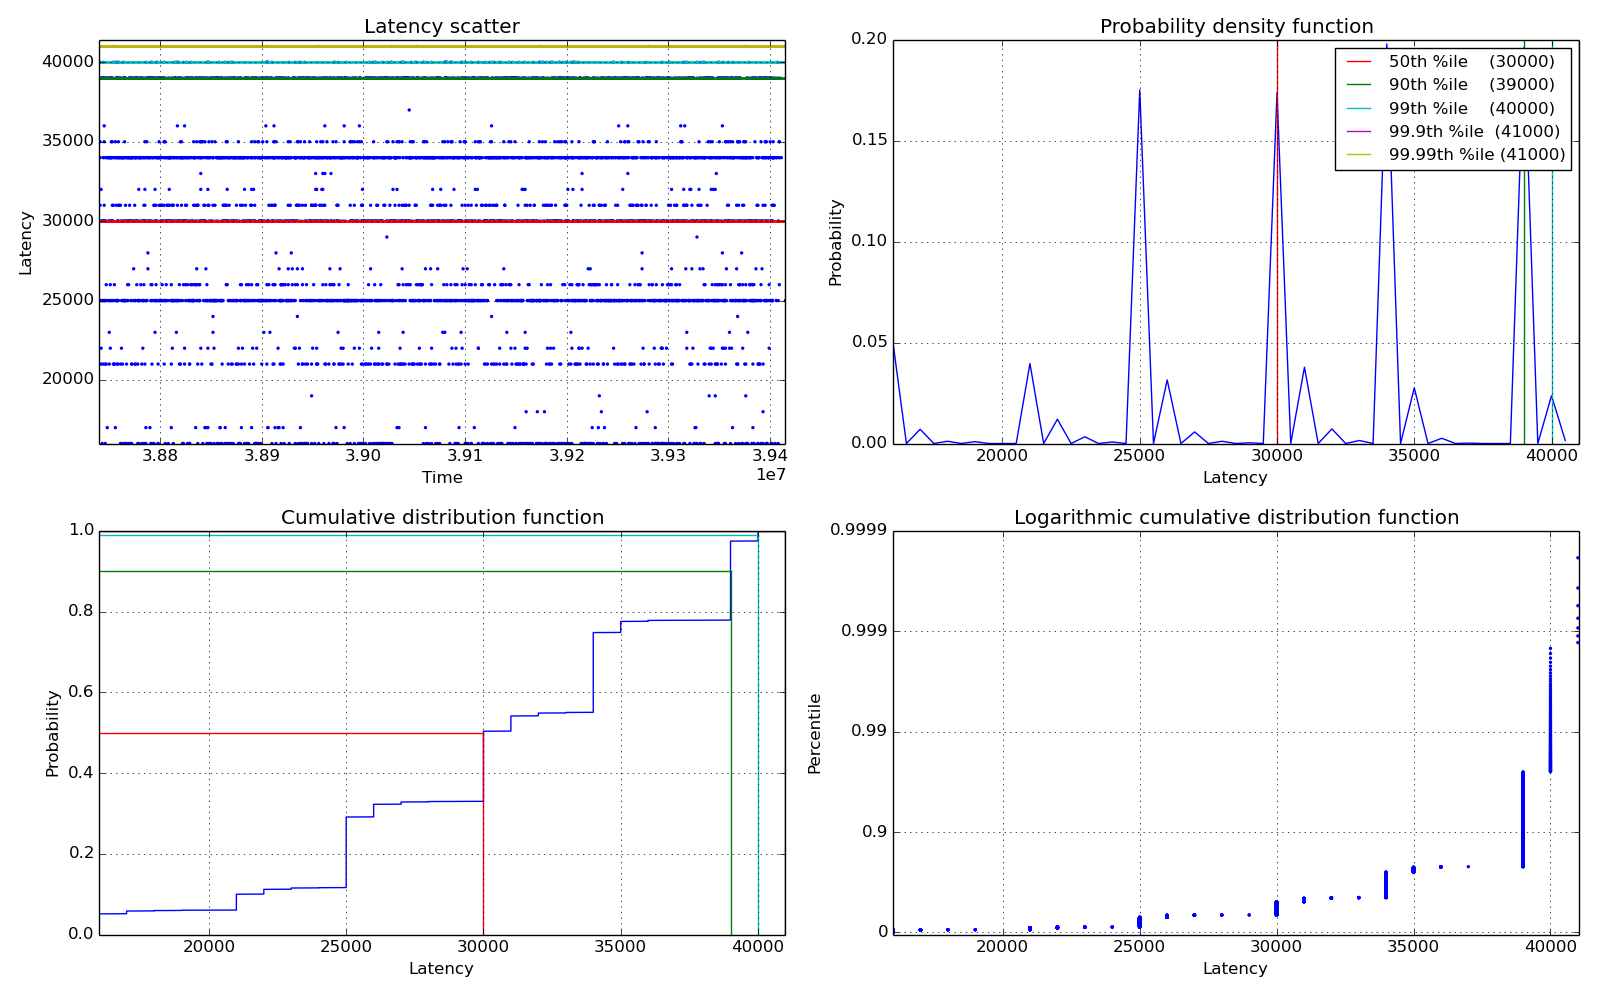 Latency scatter
40000
35000
30000
25000
20000
Latency
3.88 3.89 3.90 3.91 3.92 3.93 3.94
1e7
Time
Probability density function
0.20
0.15
0.10
0.05
0.00
Probability
50th %ile (30000)
90th %ile (39000)
99th %ile (40000)
99.9th %ile (41000)
99.99th %ile (41000)
20000 25000 30000 35000 40000
Latency
Cumulative distribution function
1.0
0.8
0.6
0.4
0.2
0.0
Probability
20000 25000 30000 35000 40000
Latency
Logarithmic cumulative distribution function
0.9999
0.999
0.99
0.9
0
Percentile
20000 25000 30000 35000 40000
Latency